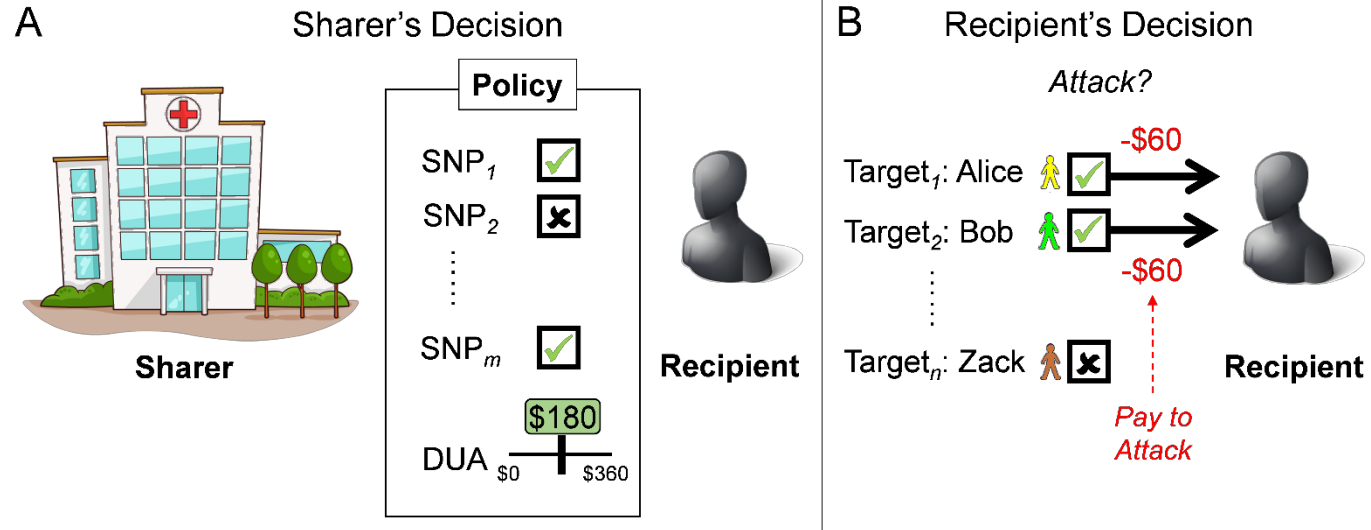 A
Sharer's Decision
Policy
SNP1
SNP2
SNPm
DUA
$180
$0
$360
Sharer
Recipient
B
Recipient's Decision
Attack?
-$60
Target1: Alice
Target2: Bob
-$60
Targetn: Zack
Recipient
Pay to
Attack